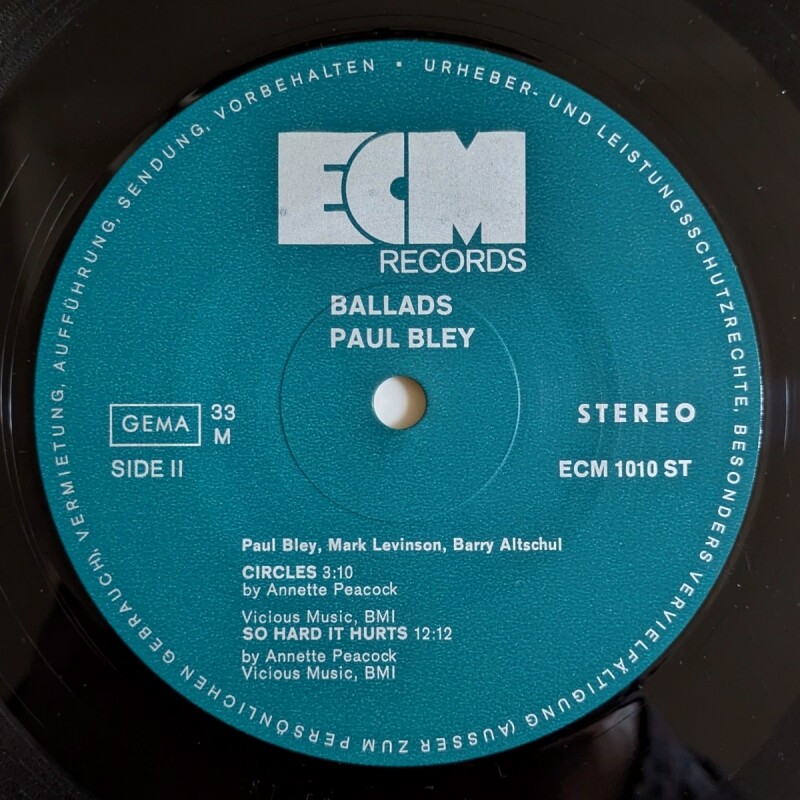 URHEBER- UND LEISTUNGSSCHUTZRECHTE, BESONDERS VERVIELFÄLTIGUNG (AUSSER ZUM PERSÖNLICHEN GEBRAUCH), VERMIETUNG, AUFFÜHRUNG, SENDUNG, VORBEHALTEN ▪
ECM
RECORDS
BALLADS
PAUL BLEY
GEMA 33
M
SIDE II
STEREO
ECM 1010 ST
Paul Bley, Mark Levinson, Barry Altschul
CIRCLES 3:10
by Annette Peacock
Vicious Music, BMI
SO HARD IT HURTS 12:12
by Annette Peacock
Vicious Music, BMI